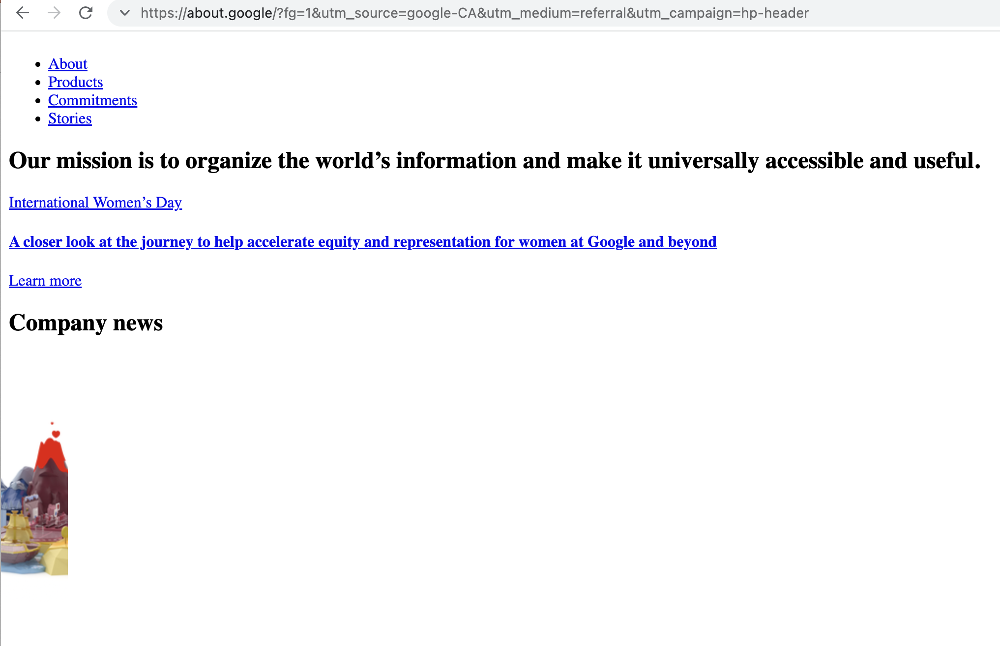 https://about.google/?fg=1&utm_source=google-CA&utm_medium=referral&utm_campaign=hp-header
About
Products
Commitments
Stories
Our mission is to organize the world’s information and make it universally accessible and useful.
International Women’s Day
A closer look at the journey to help accelerate equity and representation for women at Google and beyond
Learn more
Company news